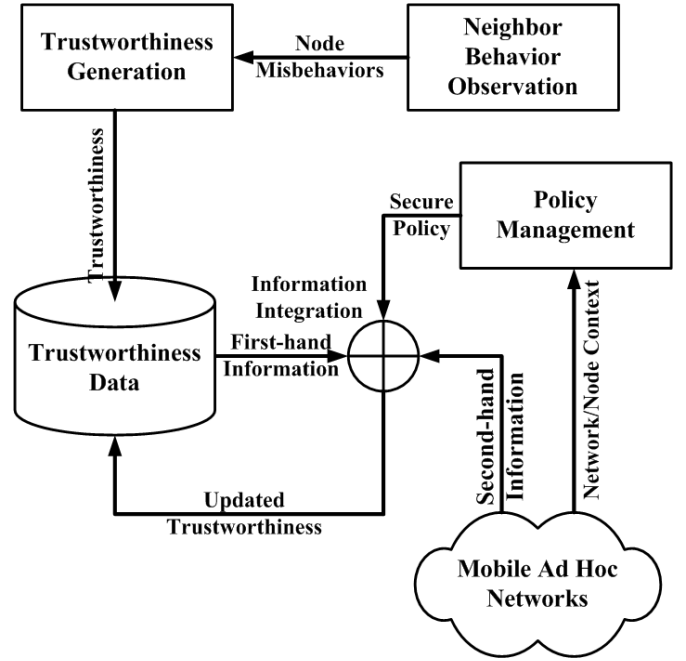 Trustworthiness
Generation
Node
Misbehaviors
Neighbor
Behavior
Observation
Trustworthiness
Secure
Policy
Policy
Management
Information
Integration
Trustworthiness
Data
First-hand
Information
Second-hand
Information
Network/Node Context
Updated
Trustworthiness
Mobile Ad Hoc
Networks